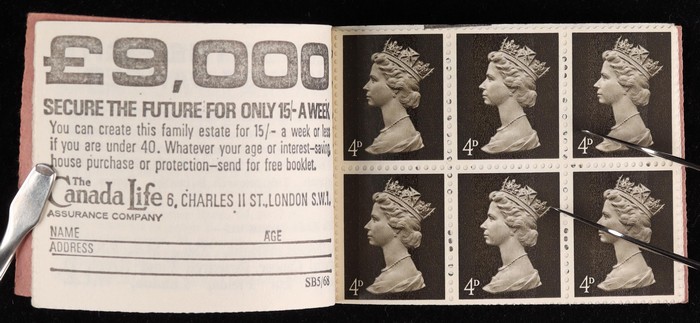 £9,000
SECURE THE FUTURE FOR ONLY 15/- A WEEK
You can create this family estate for 15/- a week or less
if you are under 40. Whatever your age or interest—saving,
house purchase or protection—send for free booklet.
The
Canada Life 6, CHARLES II ST., LONDON S.W.1.
ASSURANCE COMPANY
NAME AGE
ADDRESS
SB5/68
4D 4D 4D
4D 4D 4D